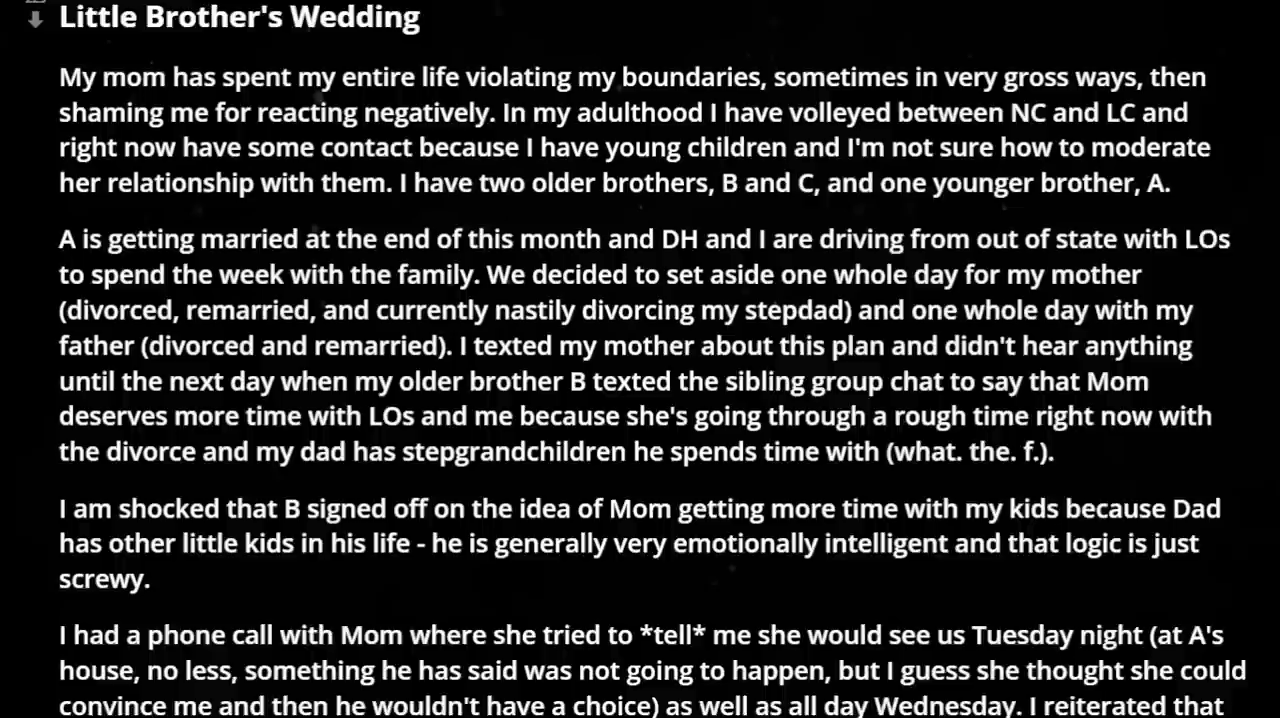 Little Brother's Wedding
My mom has spent my entire life violating my boundaries, sometimes in very gross ways, then
shaming me for reacting negatively. In my adulthood I have volleyed between NC and LC and
right now have some contact because I have young children and I'm not sure how to moderate
her relationship with them. I have two older brothers, B and C, and one younger brother, A.
A is getting married at the end of this month and DH and I are driving from out of state with LOs
to spend the week with the family. We decided to set aside one whole day for my mother
(divorced, remarried, and currently nastily divorcing my stepdad) and one whole day with my
father (divorced and remarried). I texted my mother about this plan and didn't hear anything
until the next day when my older brother B texted the sibling group chat to say that Mom
deserves more time with LOs and me because she's going through a rough time right now with
the divorce and my dad has stepgrandchildren he spends time with (what. the. f.).
I am shocked that B signed off on the idea of Mom getting more time with my kids because Dad
has other little kids in his life - he is generally very emotionally intelligent and that logic is just
screwy.
I had a phone call with Mom where she tried to *tell* me she would see us Tuesday night (at A's
house, no less, something he has said was not going to happen, but I guess she thought she could
convince me and then he wouldn't have a choice) as well as all day Wednesday. I reiterated that